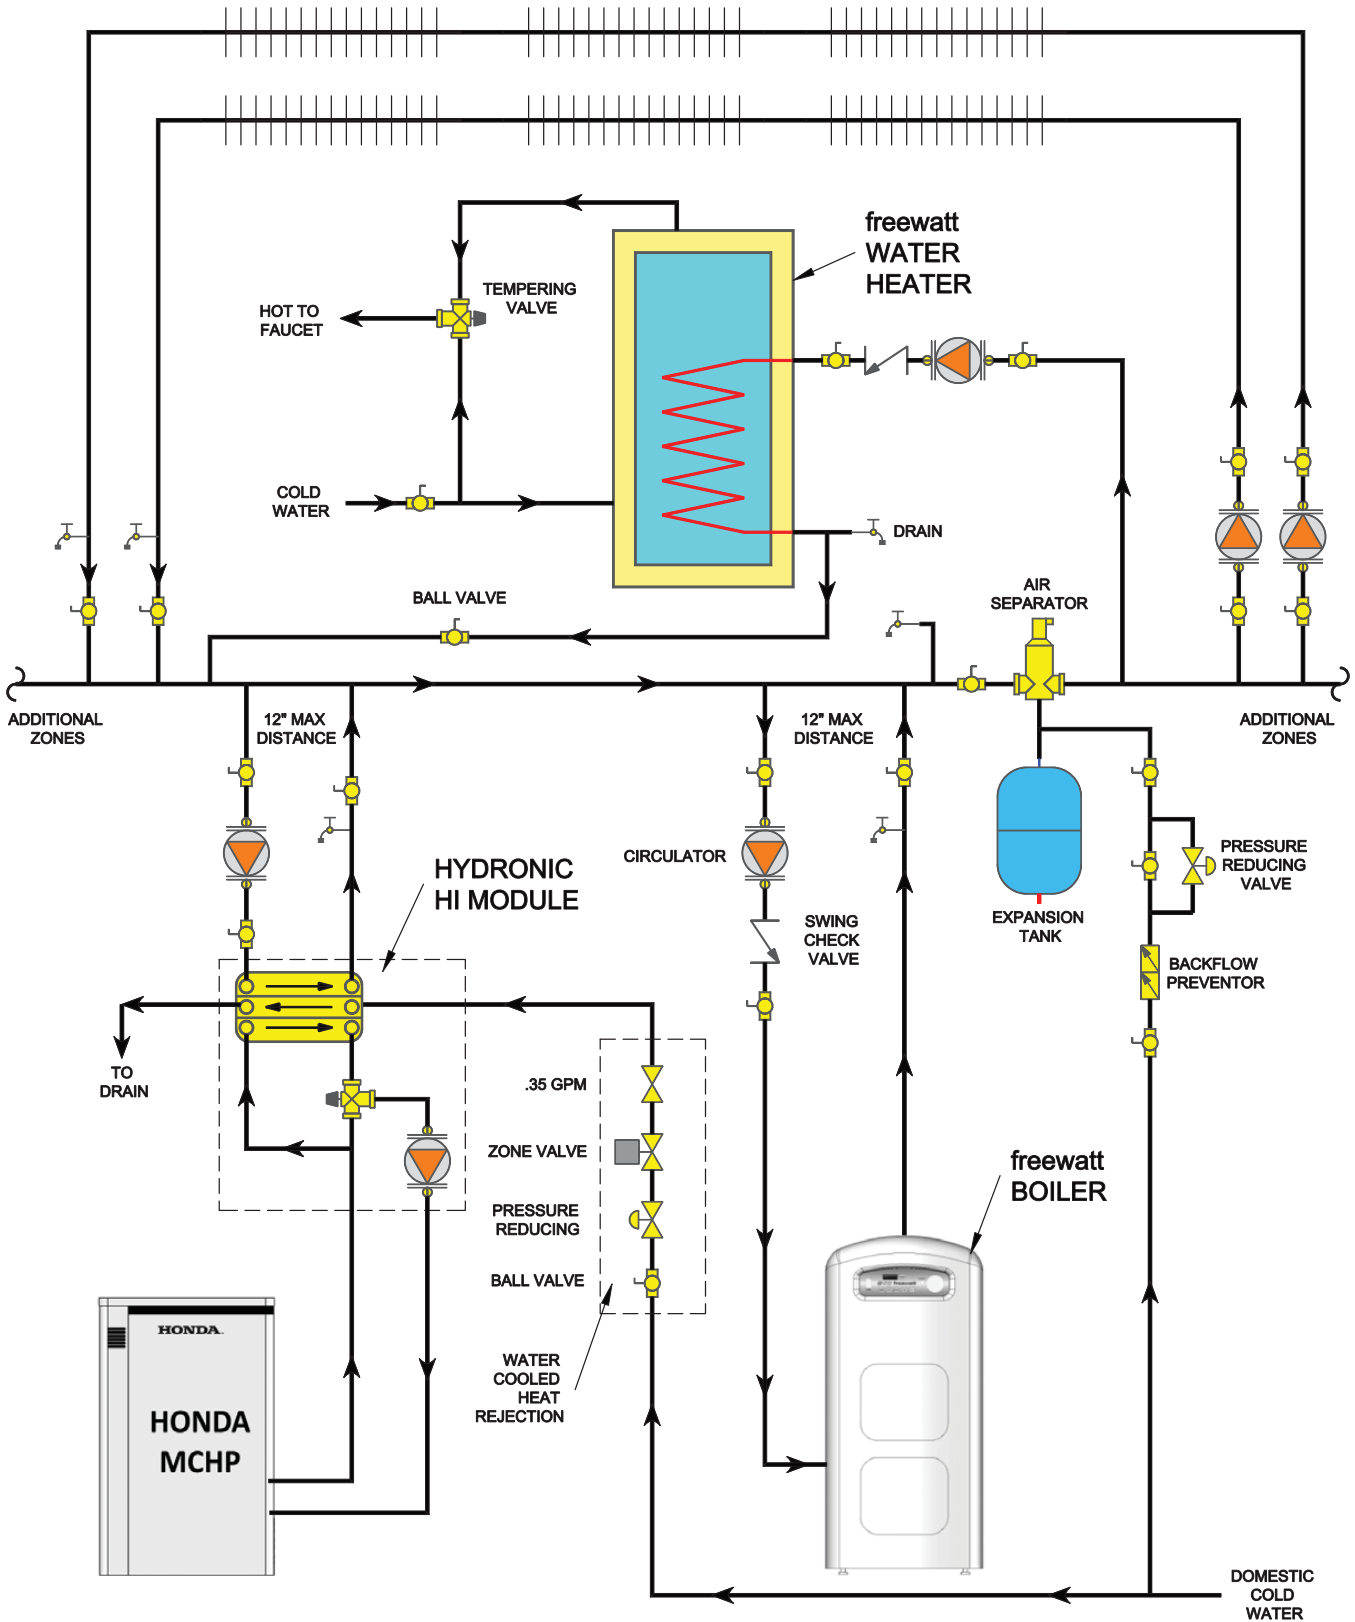 freewatt
WATER
HEATER
TEMPERING
VALVE
HOT TO
FAUCET
COLD
WATER
DRAIN
BALL VALVE
AIR
SEPARATOR
ADDITIONAL
ZONES
12" MAX
DISTANCE
12" MAX
DISTANCE
ADDITIONAL
ZONES
HYDRONIC
HI MODULE
CIRCULATOR
PRESSURE
REDUCING
VALVE
EXPANSION
TANK
SWING
CHECK
VALVE
BACKFLOW
PREVENTOR
TO
DRAIN
.35 GPM
ZONE VALVE
PRESSURE
REDUCING
BALL VALVE
freewatt
BOILER
WATER
COOLED
HEAT
REJECTION
HONDA
HONDA
MCHP
DOMESTIC
COLD
WATER